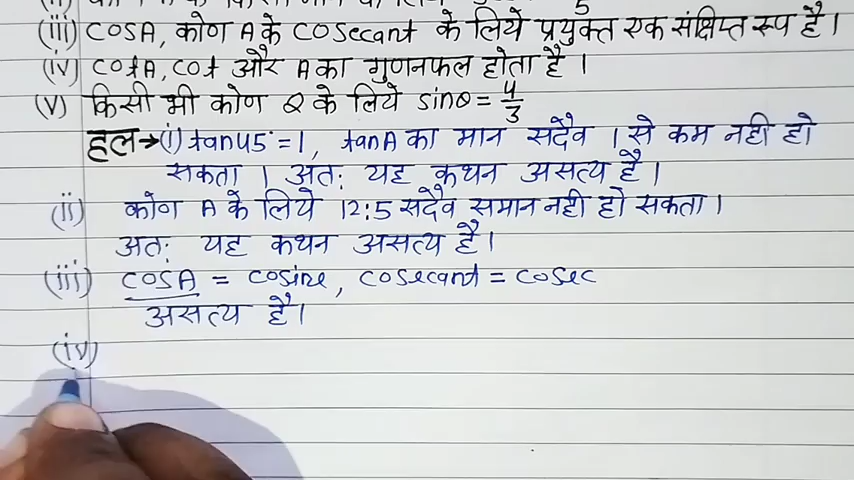 (iii) COSA, कोण A के COSecant के लिये प्रयुक्त एक संक्षिप्त रूप है।
(iv) cotA, cot और A का गुणनफल होता है।
(v) किसी भी कोण θ के लिये sinθ = 4/3
हल→(i) tan45° = 1, tanA का मान सदैव 1 से कम नही हो
सकता । अतः यह कथन असत्य है।
(ii) कोण A के लिये 12:5 सदैव समान नही हो सकता।
अतः यह कथन असत्य है।
(iii) COSA = cosine, cosecant = cosec
असत्य है।
(iv)